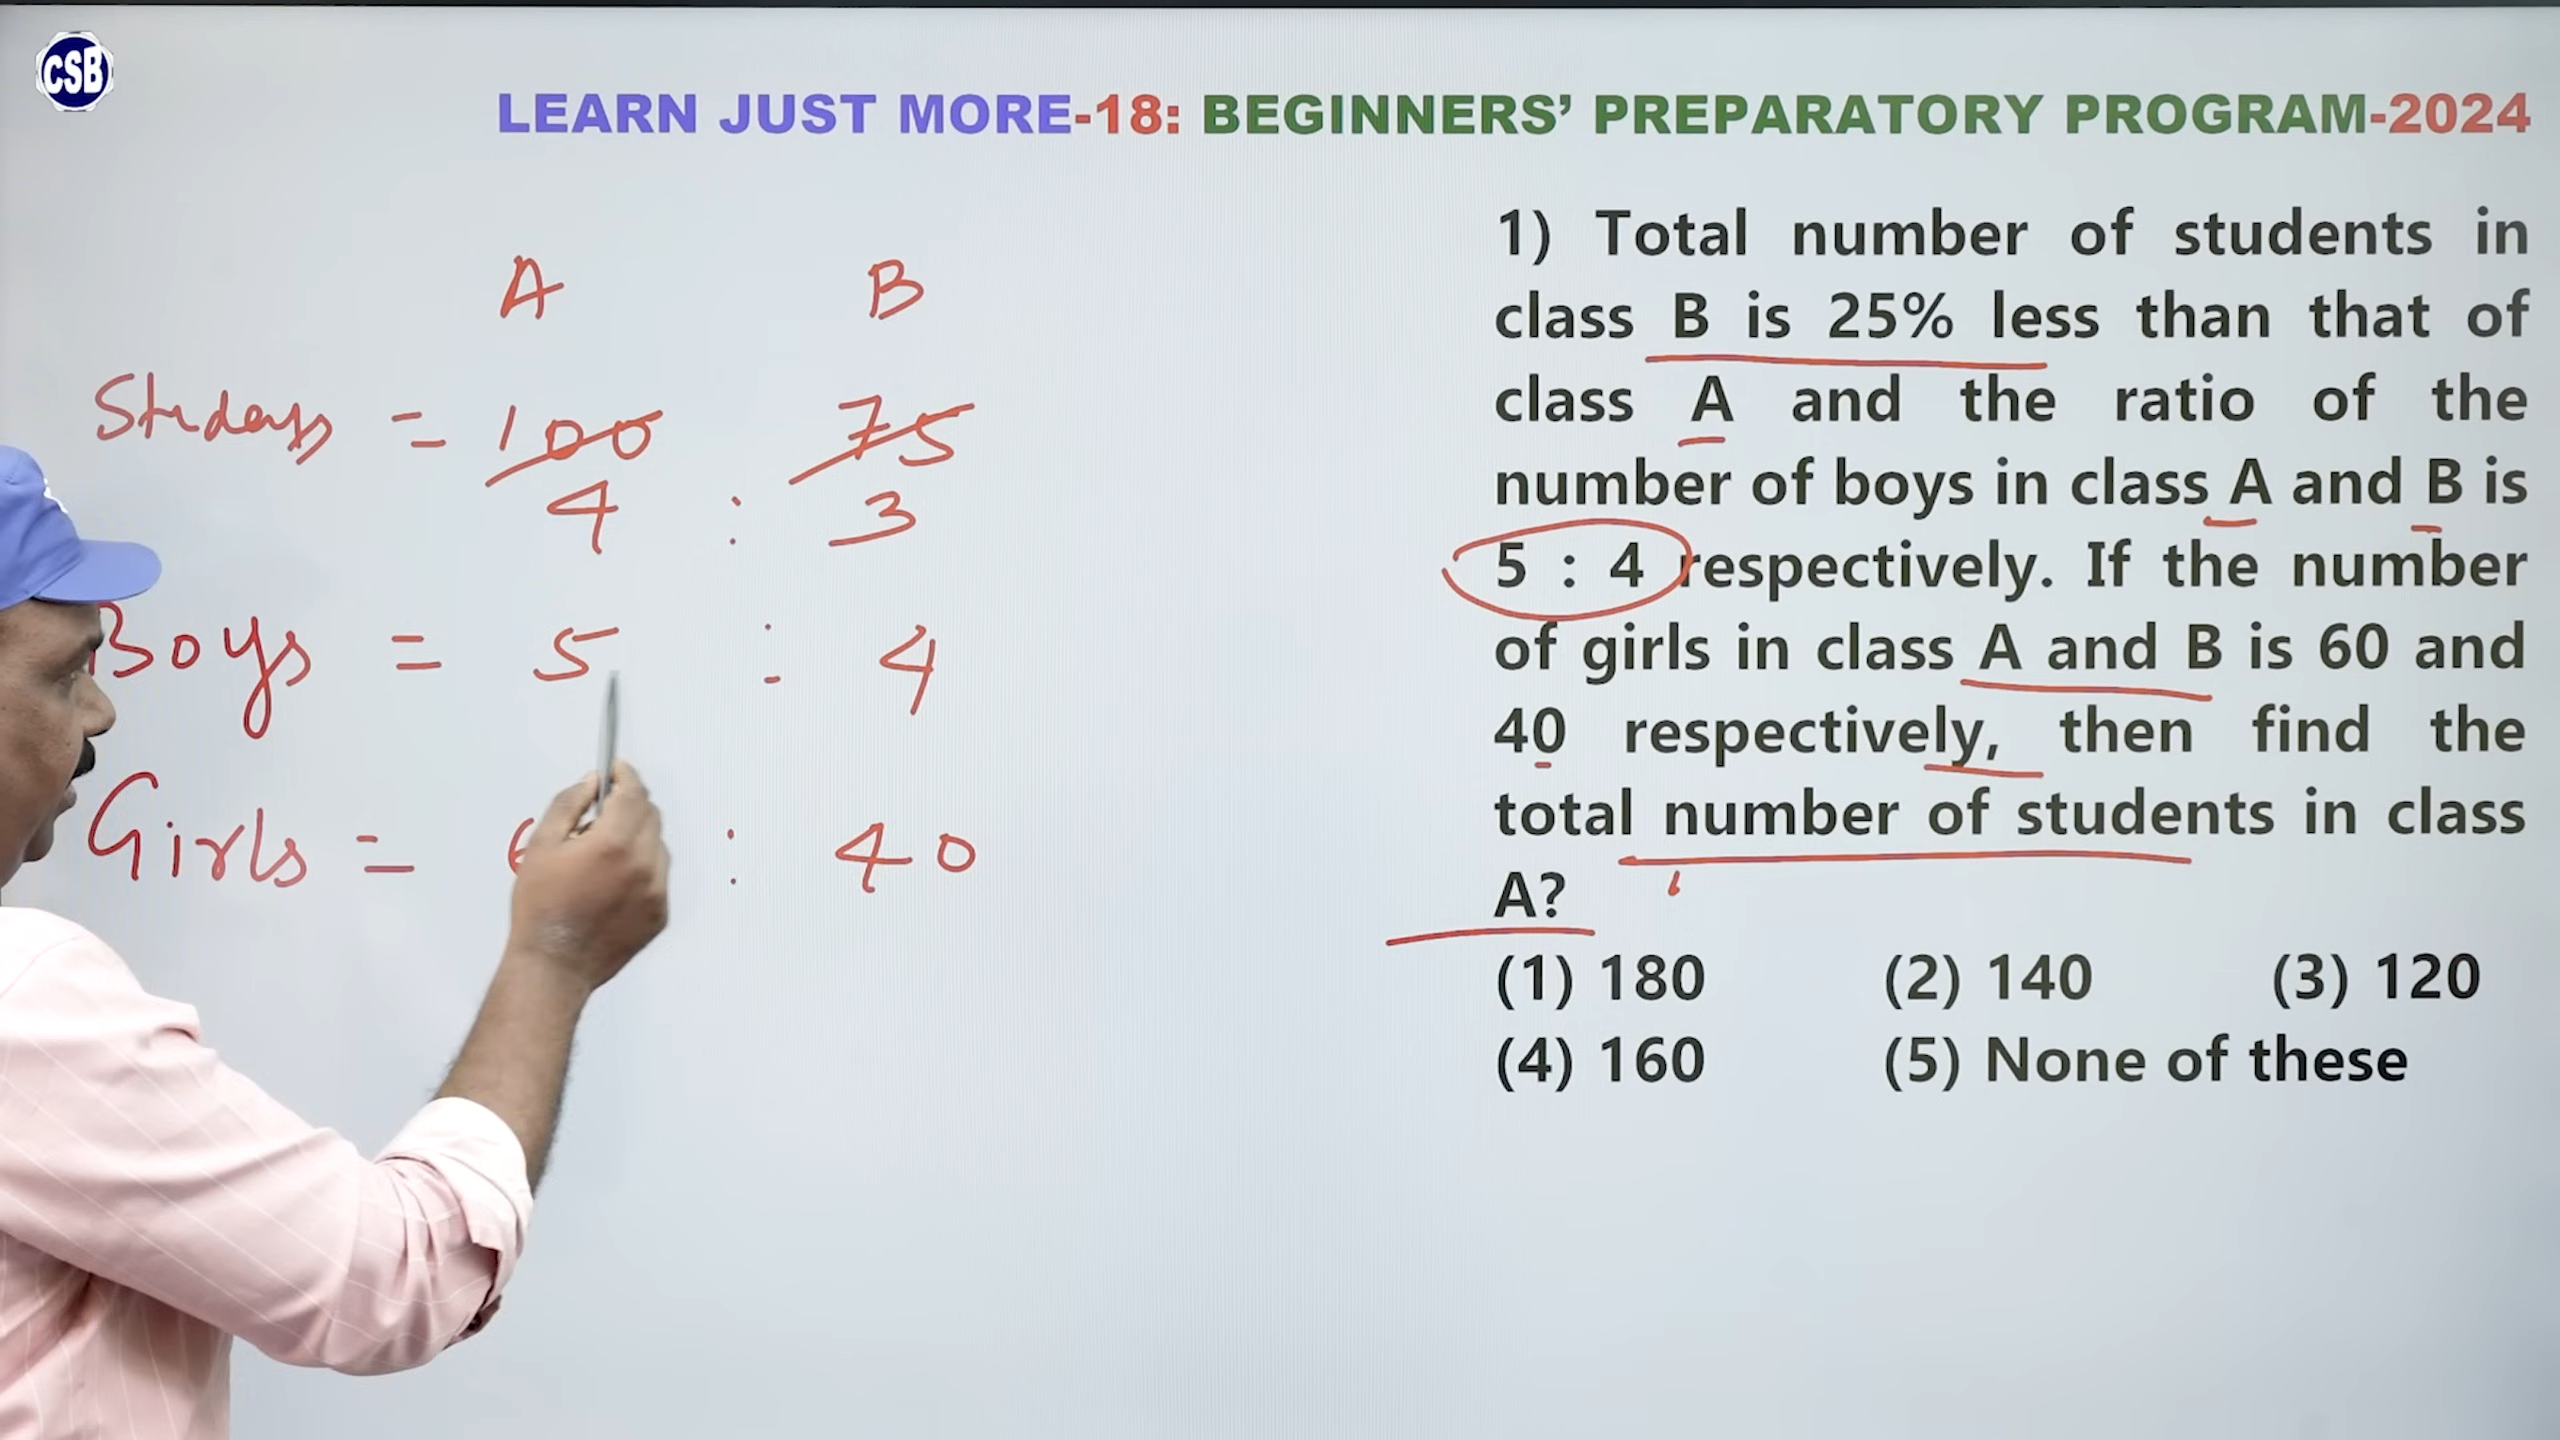 CSB
LEARN JUST MORE-18: BEGINNERS’ PREPARATORY PROGRAM-2024
A B
Students = 100 75
4 : 3
Boys = 5 : 4
Girls = : 40
1) Total number of students in
class B is 25% less than that of
class A and the ratio of the
number of boys in class A and B is
5 : 4 respectively. If the number
of girls in class A and B is 60 and
40 respectively, then find the
total number of students in class
A?
(1) 180 (2) 140 (3) 120
(4) 160 (5) None of these